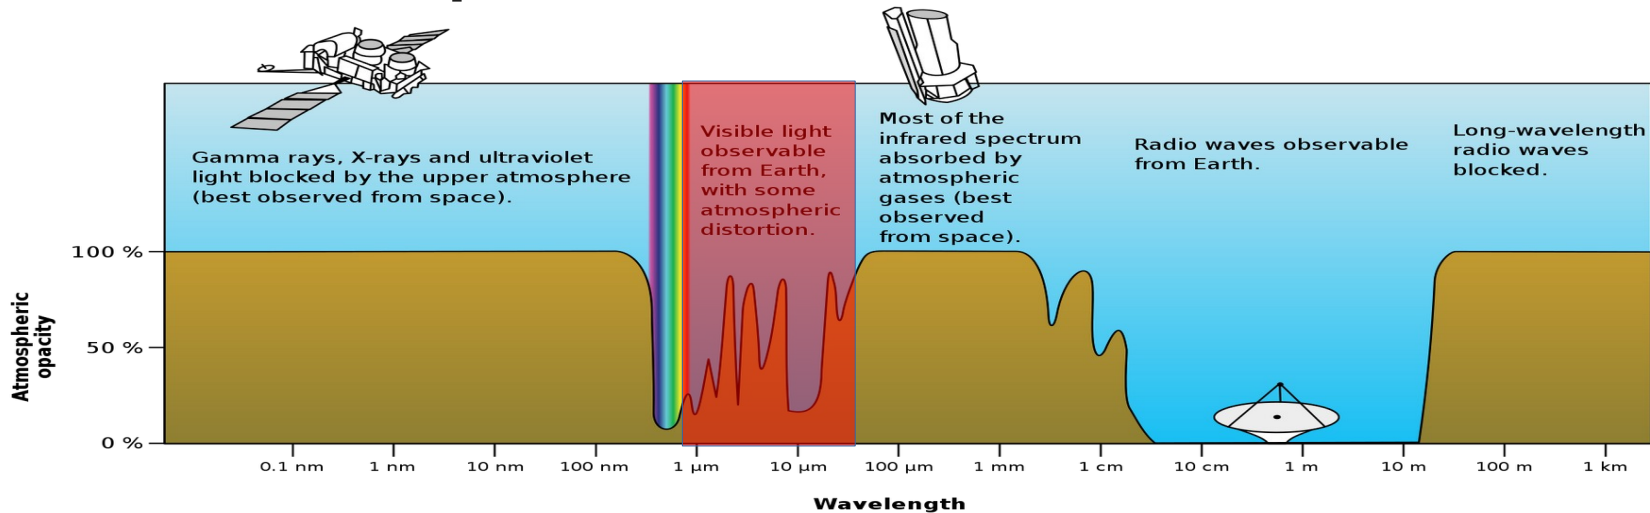 Gamma rays, X-rays and ultraviolet
light blocked by the upper atmosphere
(best observed from space).
Visible light
observable
from Earth,
with some
atmospheric
distortion.
Most of the
infrared spectrum
absorbed by
atmospheric
gases (best
observed
from space).
Radio waves observable
from Earth.
Long-wavelength
radio waves
blocked.
Atmospheric
opacity
100 %
50 %
0 %
0.1 nm
1 nm
10 nm
100 nm
1 μm
10 μm
100 μm
1 mm
1 cm
10 cm
1 m
10 m
100 m
1 km
Wavelength